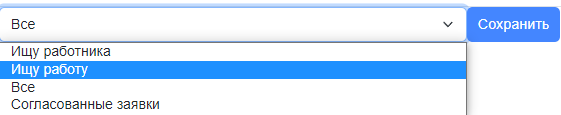 Все
Сохранить
Ищу работника
Ищу работу
Все
Согласованные заявки